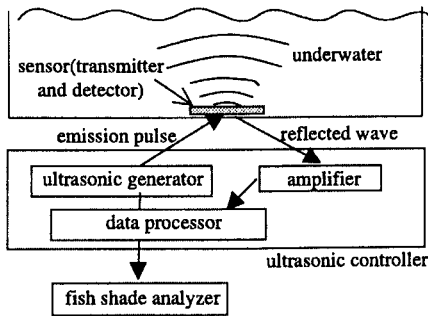 underwater
sensor(transmitter
and detector)
emission pulse
reflected wave
ultrasonic generator
amplifier
data processor
ultrasonic controller
fish shade analyzer